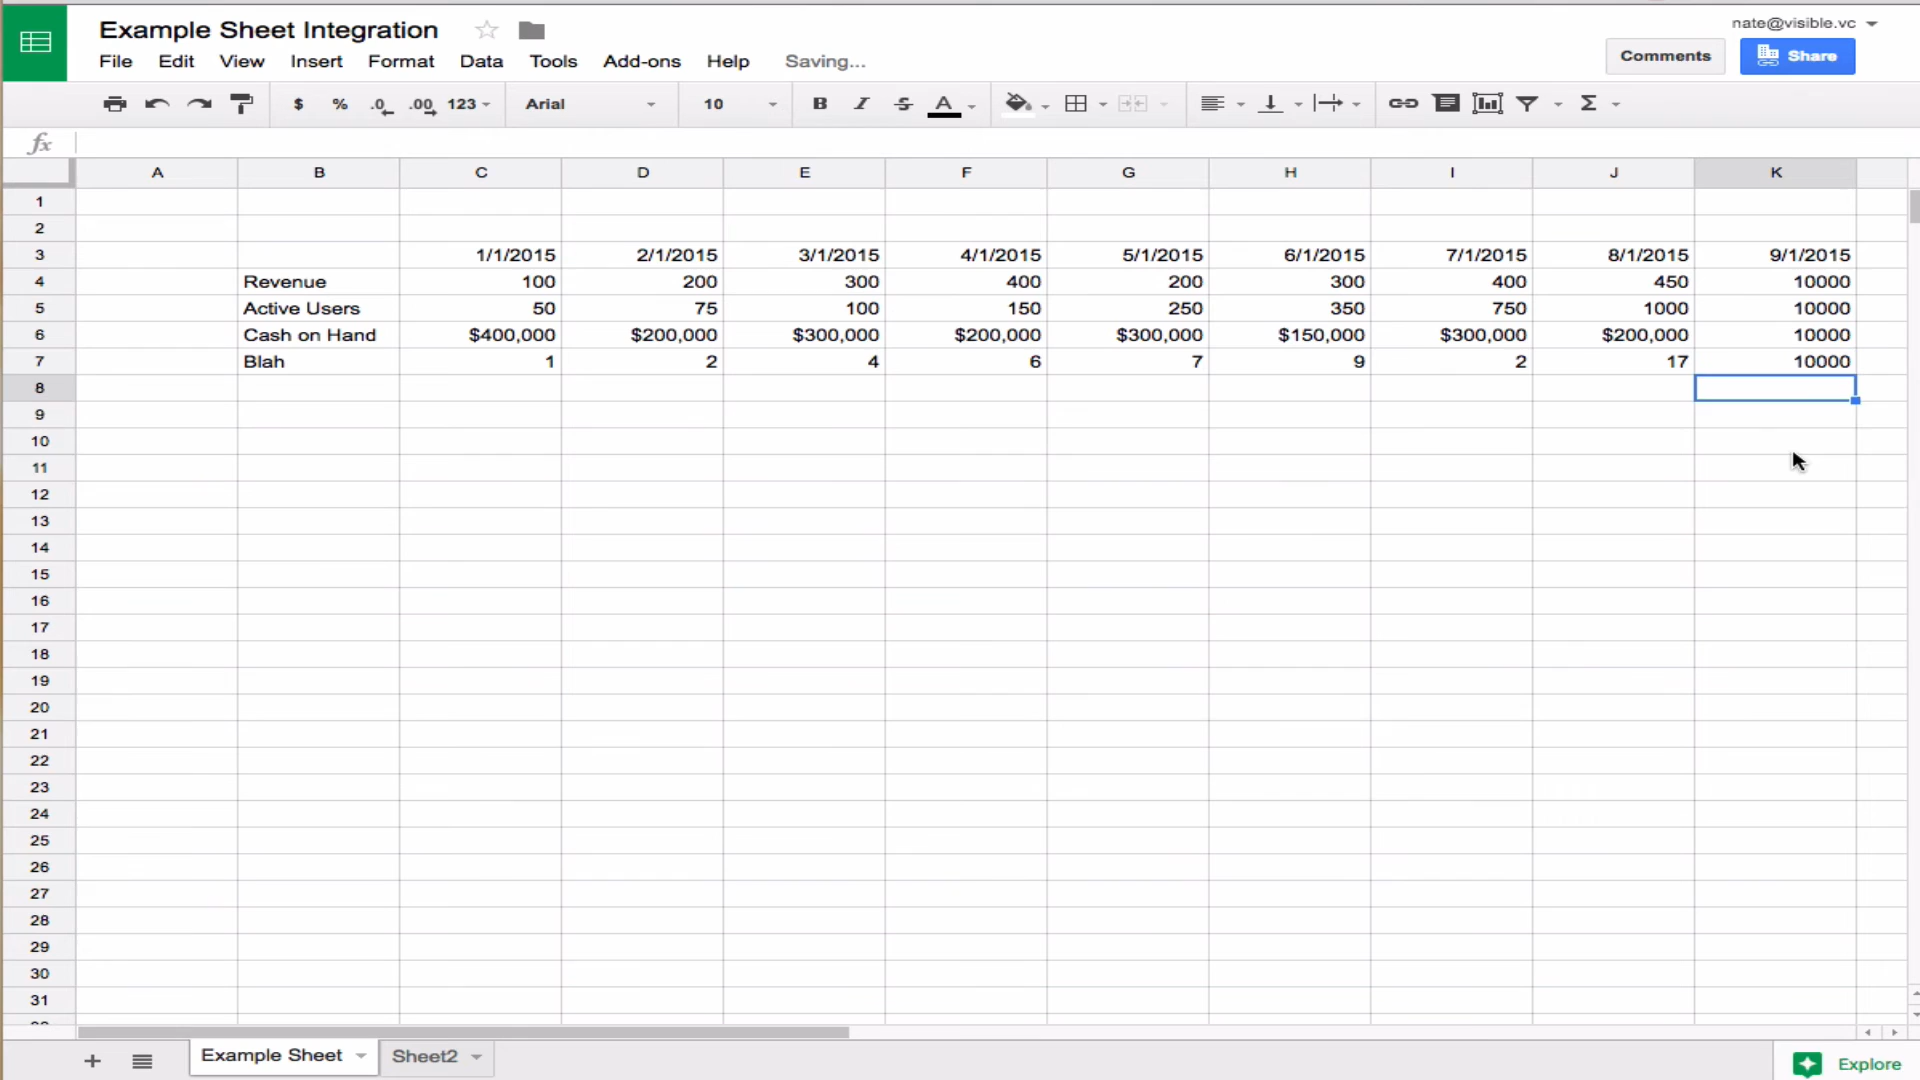 Example Sheet Integration
nate@visible.vc
File Edit View Insert Format Data Tools Add-ons Help Saving...
Comments Share
$ % .0 .00 123 Arial 10 B I S A Σ
fx
A B C D E F G H I J K
1
2
3 1/1/2015 2/1/2015 3/1/2015 4/1/2015 5/1/2015 6/1/2015 7/1/2015 8/1/2015 9/1/2015
4 Revenue 100 200 300 400 200 300 400 450 10000
5 Active Users 50 75 100 150 250 350 750 1000 10000
6 Cash on Hand $400,000 $200,000 $300,000 $200,000 $300,000 $150,000 $300,000 $200,000 10000
7 Blah 1 2 4 6 7 9 2 17 10000
8
9
10
11
12
13
14
15
16
17
18
19
20
21
22
23
24
25
26
27
28
29
30
31
+ Example Sheet Sheet2 Explore